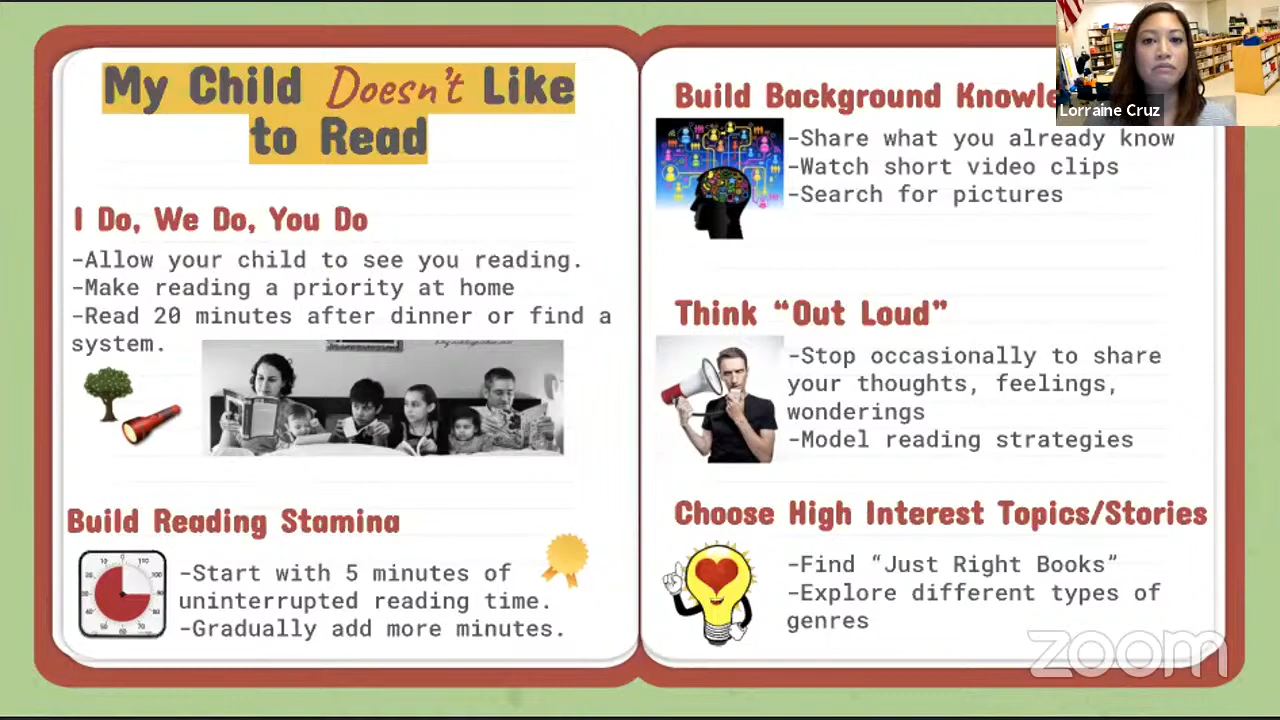 My Child Doesn't Like
to Read
I Do, We Do, You Do
-Allow your child to see you reading.
-Make reading a priority at home
-Read 20 minutes after dinner or find a
system.
Build Reading Stamina
-Start with 5 minutes of
uninterrupted reading time.
-Gradually add more minutes.
Build Background
-Share what you already know
-Watch short video clips
-Search for pictures
Think “Out Loud”
-Stop occasionally to share
your thoughts, feelings,
wonderings
-Model reading strategies
Choose High Interest Topics/Stories
-Find “Just Right Books”
-Explore different types of
genres
Lorraine Cruz
zoom